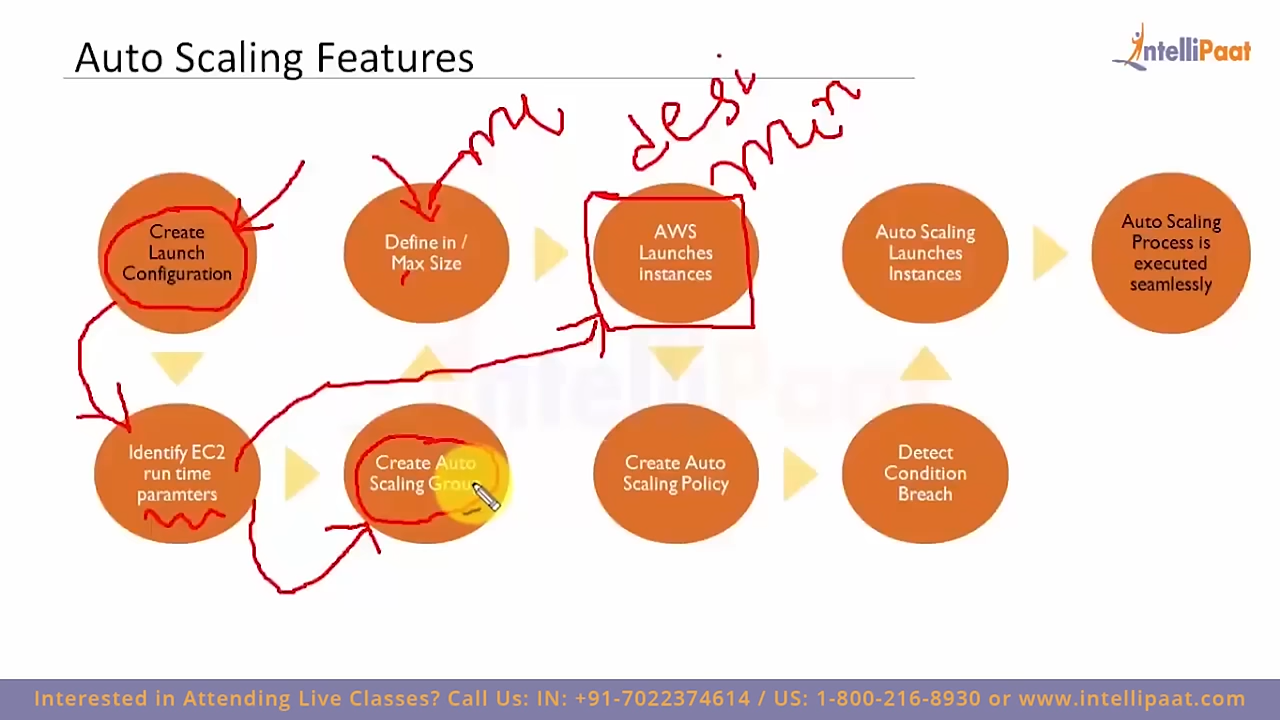 Auto Scaling Features
IntelliPaat
desi
min
Create
Launch
Configuration
Define in /
Max Size
AWS
Launches
instances
Auto Scaling
Launches
Instances
Auto Scaling
Process is
executed
seamlessly
IntelliPaat
Identify EC2
run time
paramters
Create Auto
Scaling Group
Create Auto
Scaling Policy
Detect
Condition
Breach
Interested in Attending Live Classes? Call Us: IN: +91-7022374614 / US: 1-800-216-8930 or www.intellipaat.com